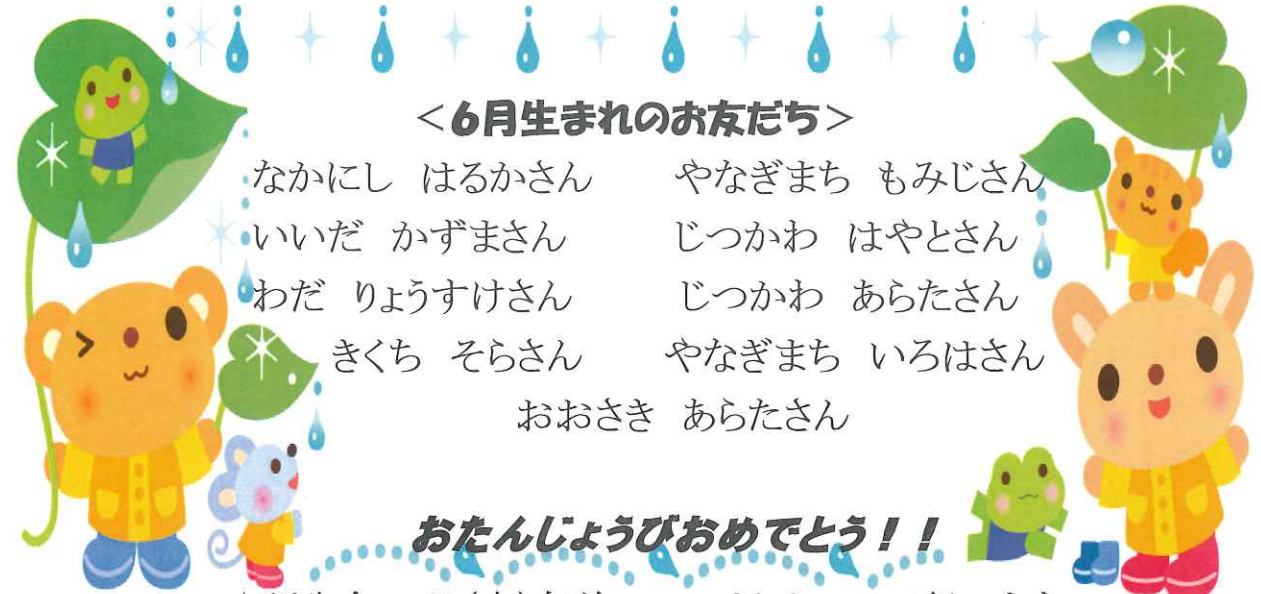 ＜6月生まれのお友だち＞
なかにし はるかさん　やなぎまち もみじさん
いいだ かずまさん　じつかわ はやとさん
わだ りょうすけさん　じつかわ あらたさん
きくち そらさん　やなぎまち いろはさん
おおさき あらたさん
おたんじょうびおめでとう！！